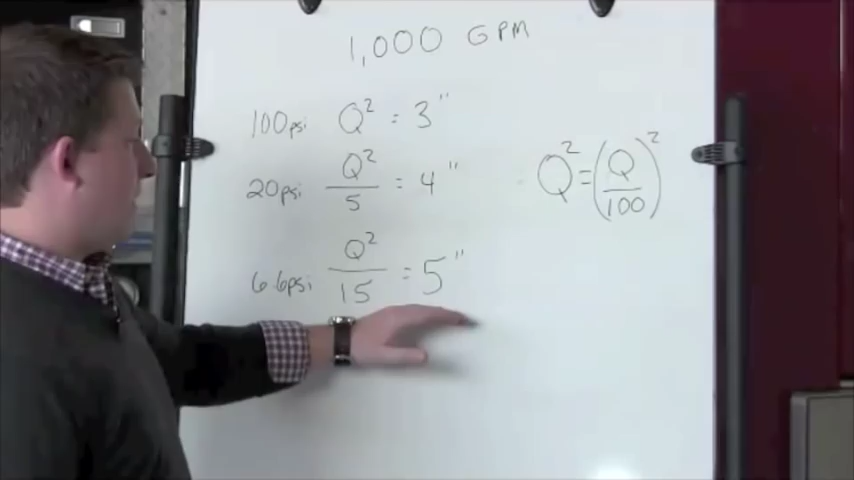 1,000 GPM
100psi Q² = 3"
20psi Q²/5 = 4"
6.6psi Q²/15 = 5"
Q² = (Q/100)²